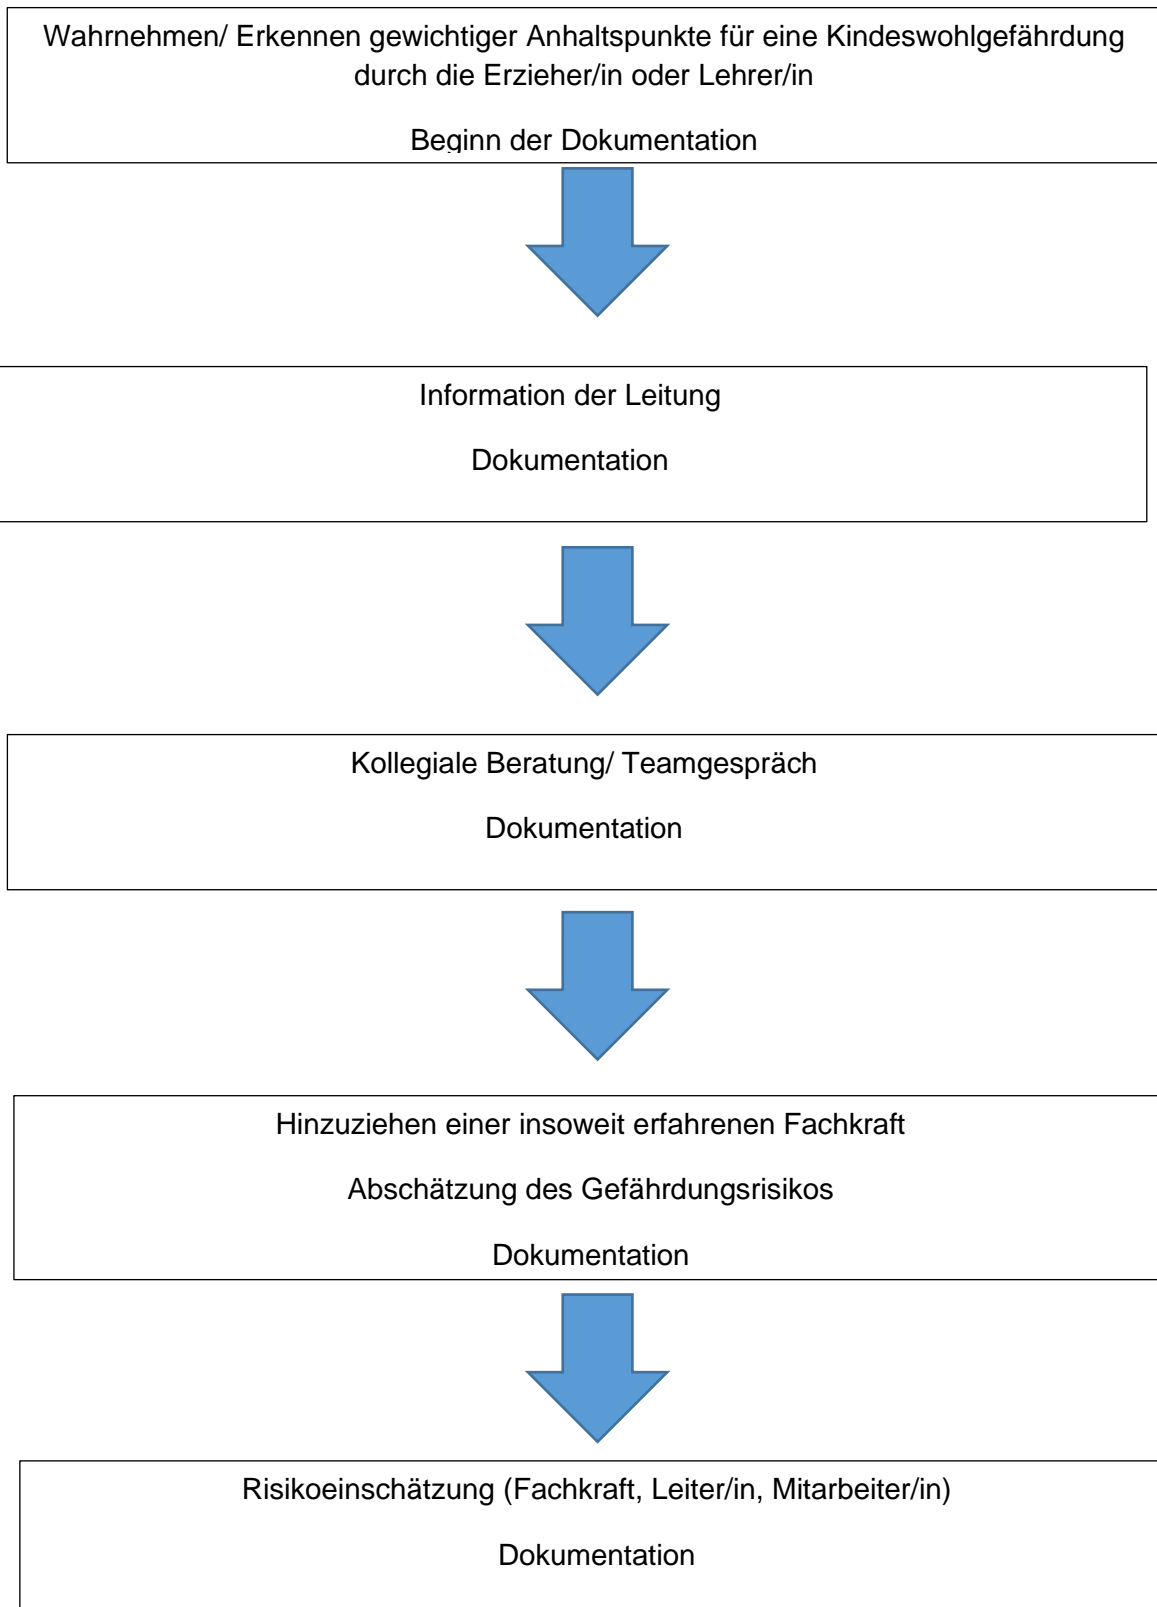 Wahrnehmen/ Erkennen gewichtiger Anhaltspunkte für eine Kindeswohlgefährdung
durch die Erzieher/in oder Lehrer/in
Beginn der Dokumentation
Information der Leitung
Dokumentation
Kollegiale Beratung/ Teamgespräch
Dokumentation
Hinzuziehen einer insoweit erfahrenen Fachkraft
Abschätzung des Gefährdungsrisikos
Dokumentation
Risikoeinschätzung (Fachkraft, Leiter/in, Mitarbeiter/in)
Dokumentation